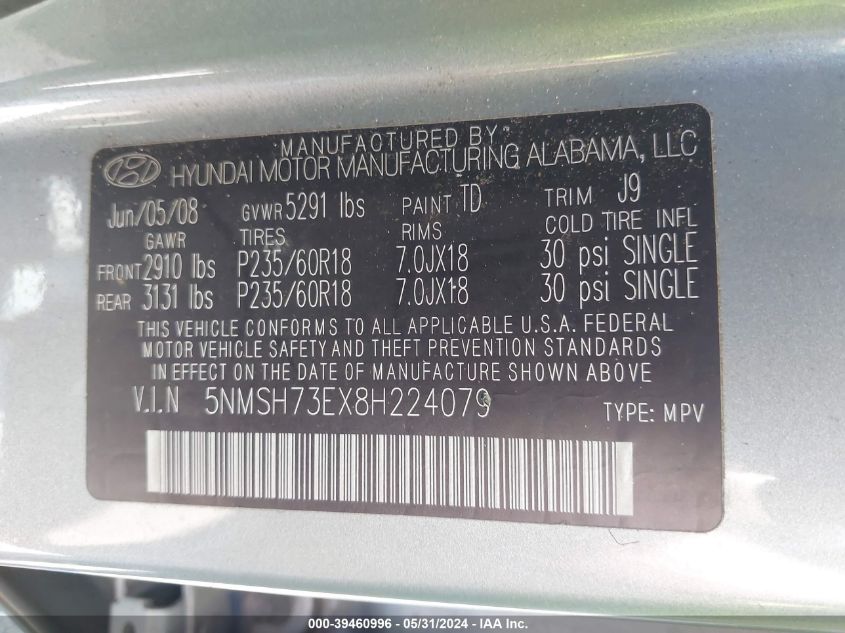 MANUFACTURED BY
HYUNDAI MOTOR MANUFACTURING ALABAMA, LLC
Jun/05/08 GVWR 5291 lbs PAINT TD TRIM J9
GAWR TIRES RIMS COLD TIRE INFL
FRONT 2910 lbs P235/60R18 7.0JX18 30 psi SINGLE
REAR 3131 lbs P235/60R18 7.0JX18 30 psi SINGLE
THIS VEHICLE CONFORMS TO ALL APPLICABLE U.S.A. FEDERAL
MOTOR VEHICLE SAFETY AND THEFT PREVENTION STANDARDS
IN EFFECT ON THE DATE OF MANUFACTURE SHOWN ABOVE
V.I.N 5NMSH73EX8H224079 TYPE: MPV
000-39460996 - 05/31/2024 - IAA Inc.